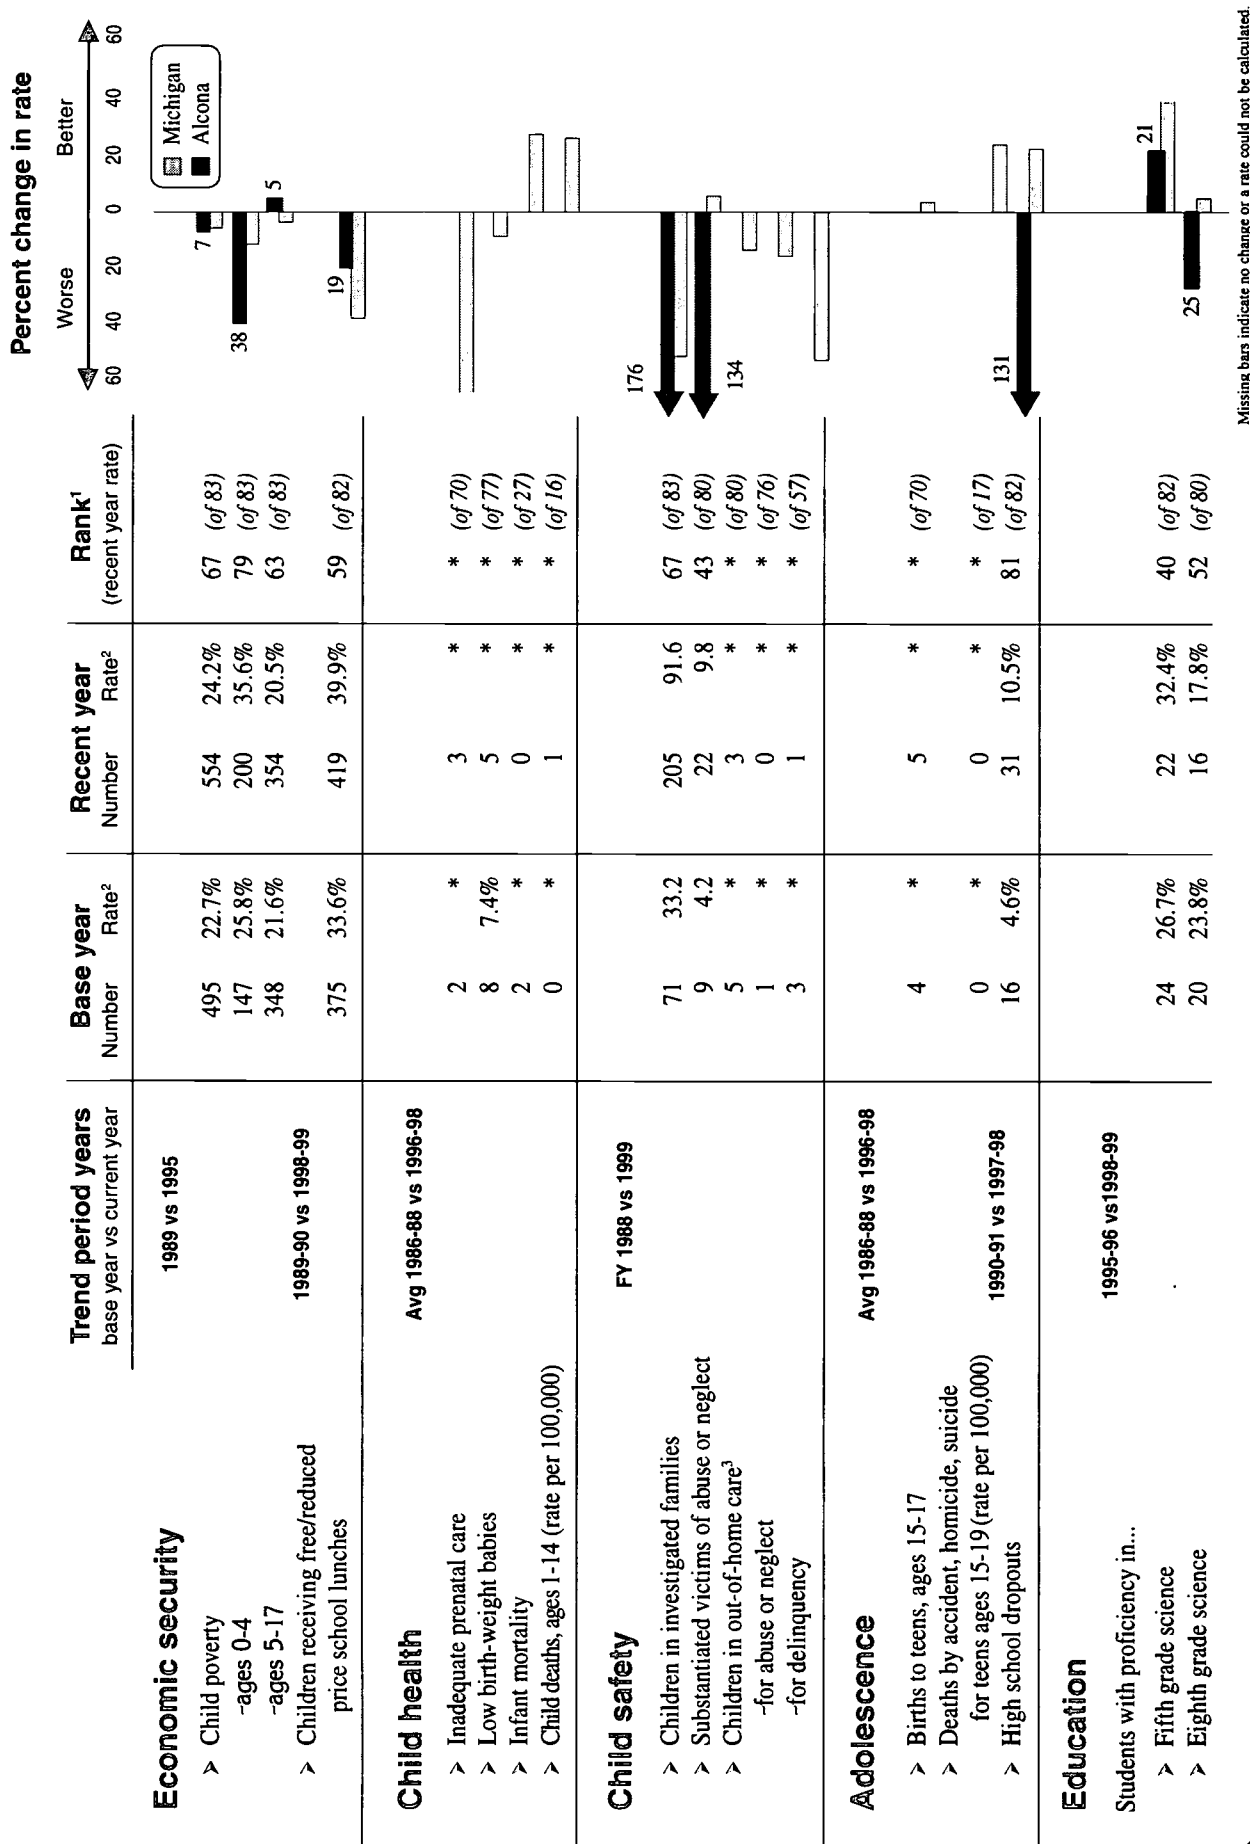 Trend period years Base year Recent year Rank¹ Percent change in rate
base year vs current year Number Rate² Number Rate² (recent year rate) Worse Better
60 40 20 0 20 40 60
Michigan
Alcona
Economic security
1989 vs 1995
➤ Child poverty 495 22.7% 554 24.2% 67 (of 83) 7
-ages 0-4 147 25.8% 200 35.6% 79 (of 83) 38
-ages 5-17 348 21.6% 354 20.5% 63 (of 83) 5
➤ Children receiving free/reduced 1989-90 vs 1998-99
price school lunches 375 33.6% 419 39.9% 59 (of 82) 19
Child health
Avg 1986-88 vs 1996-98
➤ Inadequate prenatal care 2 * 3 * * (of 70)
➤ Low birth-weight babies 8 7.4% 5 * * (of 77)
➤ Infant mortality 2 * 0 * * (of 27)
➤ Child deaths, ages 1-14 (rate per 100,000) 0 * 1 * * (of 16)
Child safety
FY 1988 vs 1999
➤ Children in investigated families 71 33.2 205 91.6 67 (of 83) 176
➤ Substantiated victims of abuse or neglect 9 4.2 22 9.8 43 (of 80) 134
➤ Children in out-of-home care³ 5 * 3 * * (of 80)
-for abuse or neglect 1 * 0 * * (of 76)
-for delinquency 3 * 1 * * (of 57)
Adolescence
Avg 1986-88 vs 1996-98
➤ Births to teens, ages 15-17 4 * 5 * * (of 70)
➤ Deaths by accident, homicide, suicide
for teens ages 15-19 (rate per 100,000) 0 * 0 * * (of 17)
➤ High school dropouts 1990-91 vs 1997-98 16 4.6% 31 10.5% 81 (of 82) 131
Education
1995-96 vs1998-99
Students with proficiency in...
➤ Fifth grade science 24 26.7% 22 32.4% 40 (of 82) 21
➤ Eighth grade science 20 23.8% 16 17.8% 52 (of 80) 25
Missing bars indicate no change or a rate could not be calculated.